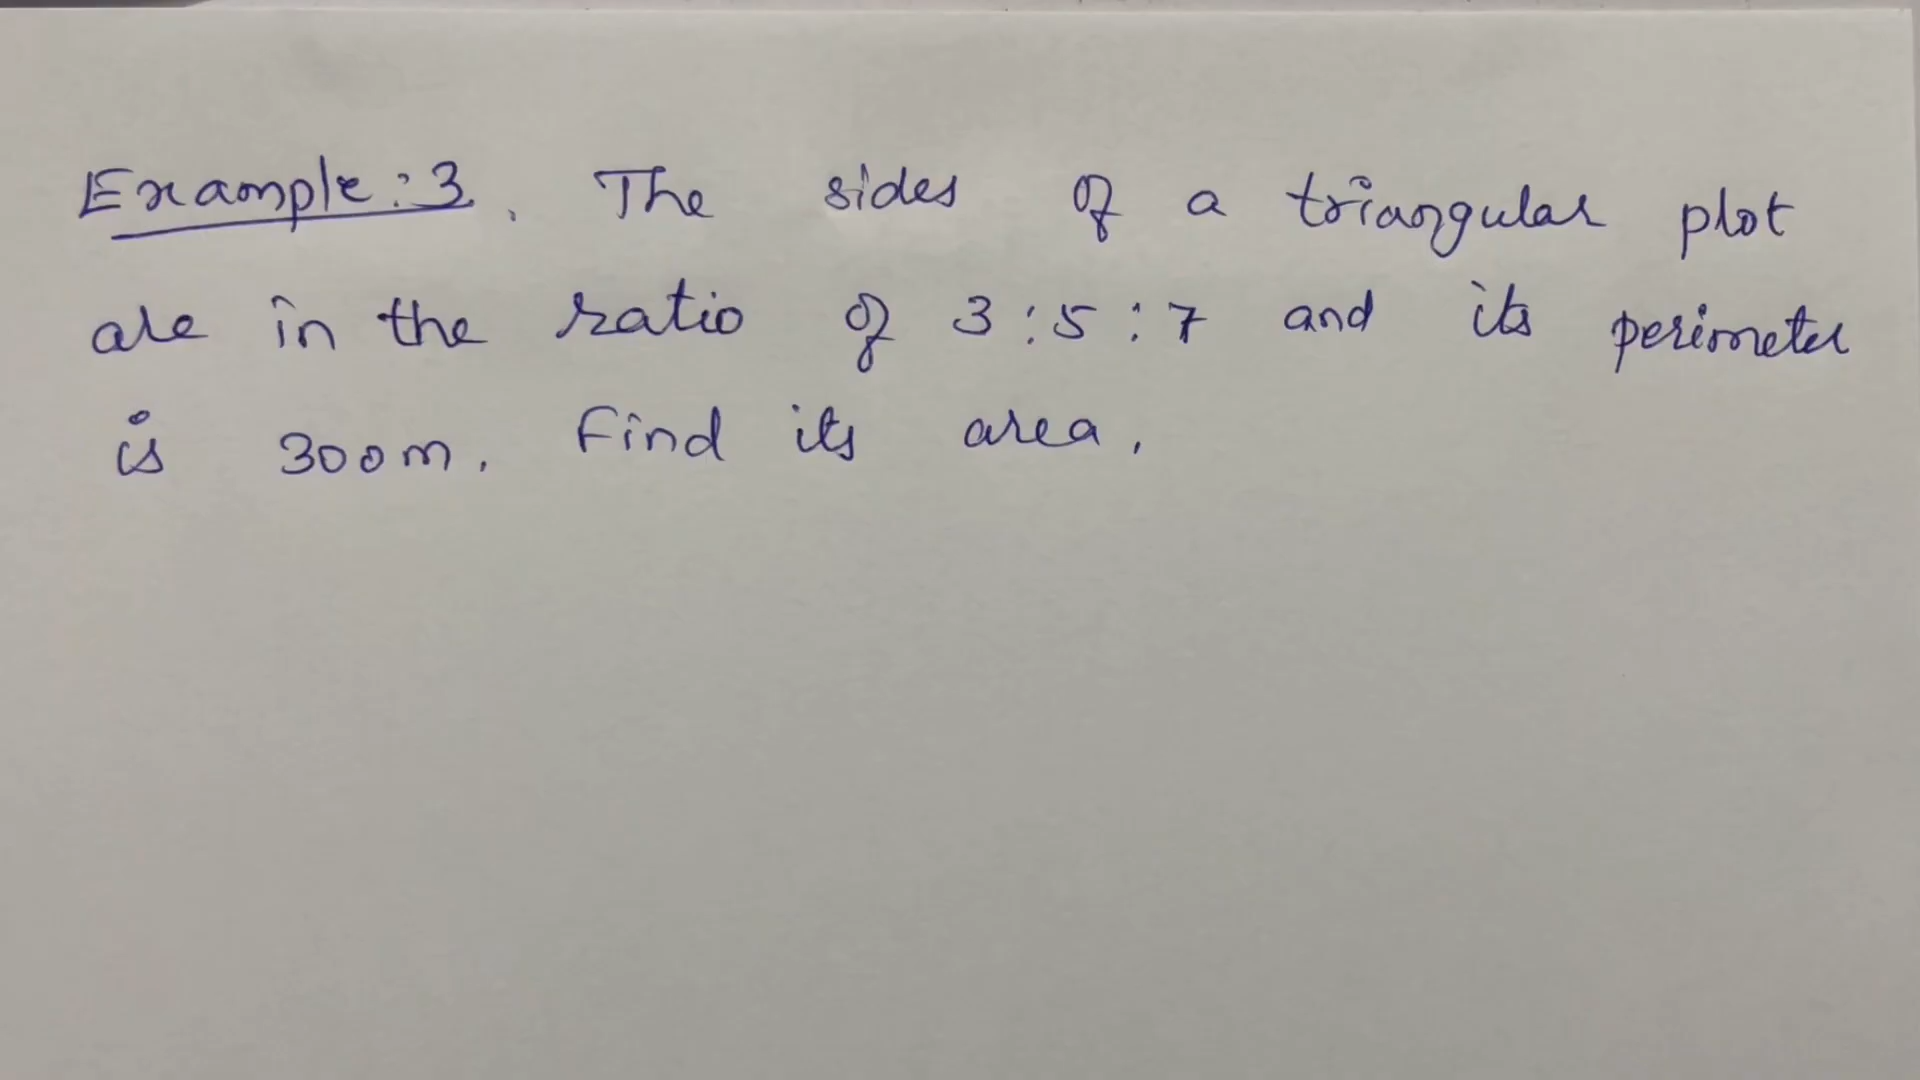 Example:3. The sides of a triangular plot
are in the ratio of 3:5:7 and its perimeter
is 300m. Find its area.